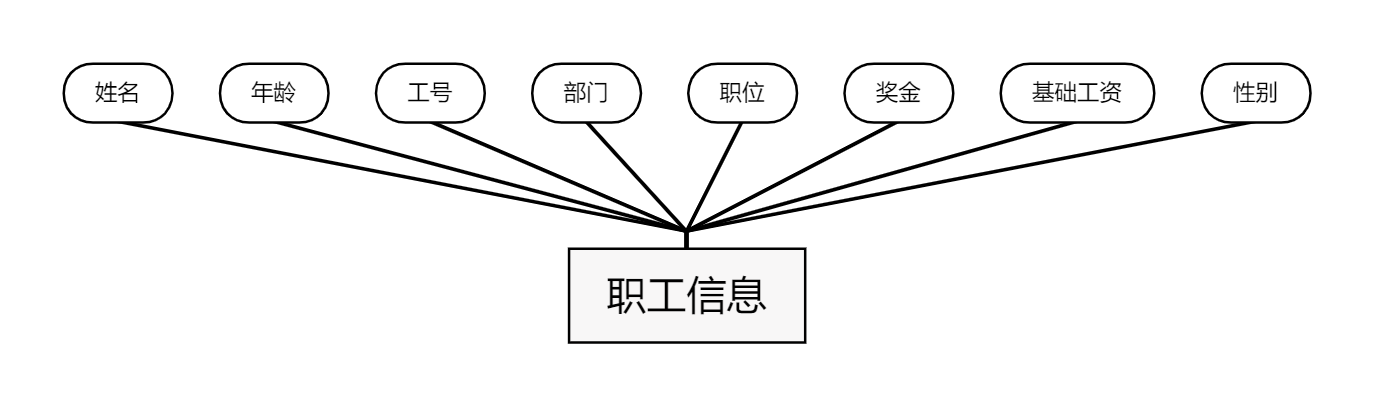 姓名
年龄
工号
部门
职位
奖金
基础工资
性别
职工信息